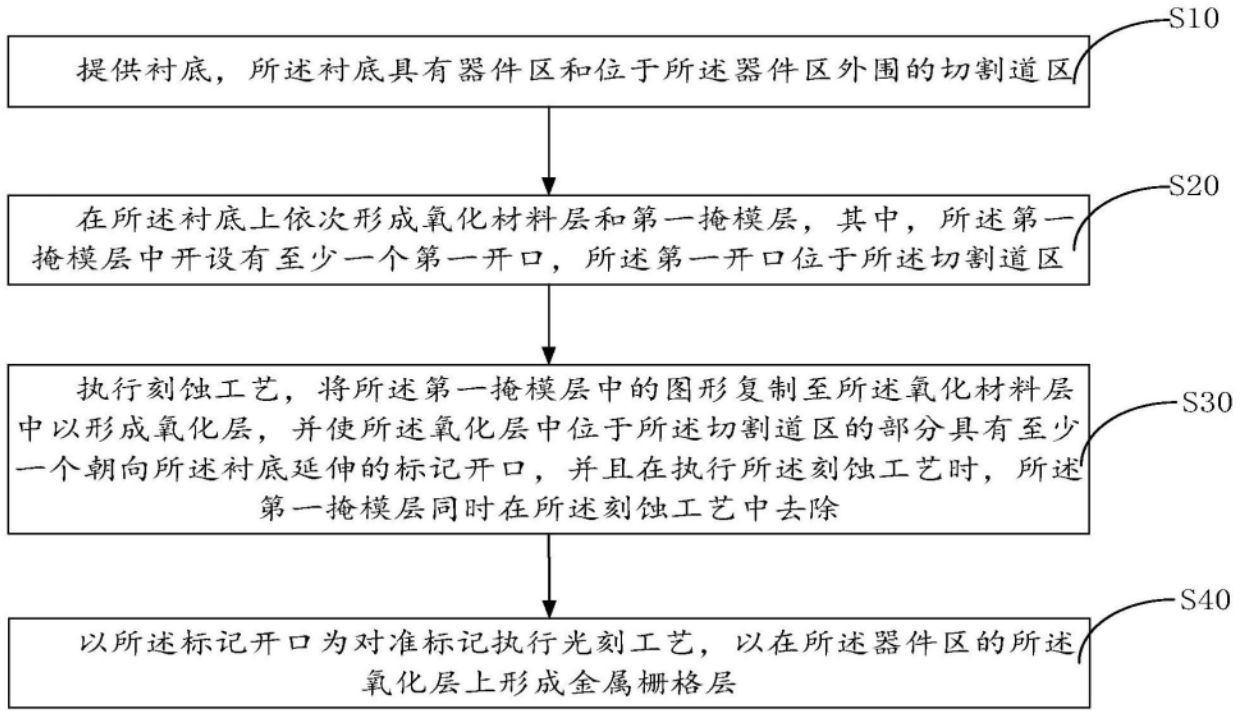 S10
提供衬底，所述衬底具有器件区和位于所述器件区外围的切割道区
S20
在所述衬底上依次形成氧化材料层和第一掩模层，其中，所述第一
掩模层中开设有至少一个第一开口，所述第一开口位于所述切割道区
S30
执行刻蚀工艺，将所述第一掩模层中的图形复制至所述氧化材料层
中以形成氧化层，并使所述氧化层中位于所述切割道区的部分具有至少
一个朝向所述衬底延伸的标记开口，并且在执行所述刻蚀工艺时，所述
第一掩模层同时在所述刻蚀工艺中去除
S40
以所述标记开口为对准标记执行光刻工艺，以在所述器件区的所述
氧化层上形成金属栅格层